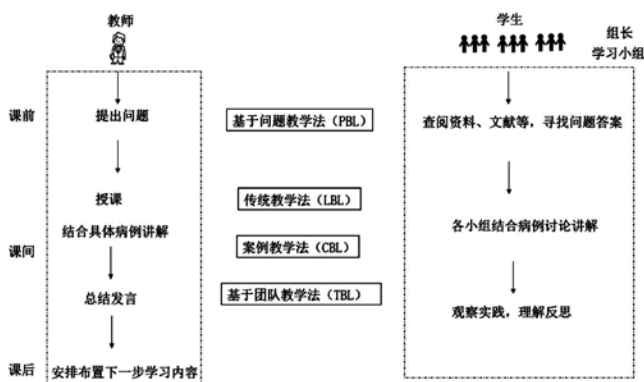 教师
学生
组长
学习小组
课前
提出问题
基于问题教学法（PBL）
查阅资料、文献等，寻找问题答案
授课
传统教学法（LBL）
结合具体病例讲解
各小组结合病例讨论讲解
课间
案例教学法（CBL）
总结发言
基于团队教学法（TBL）
观察实践，理解反思
课后
安排布置下一步学习内容